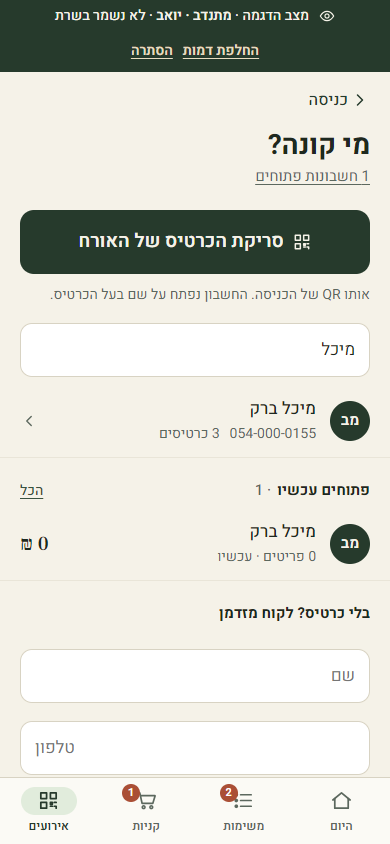 מצב הדגמה · מתנדב · יואב · לא נשמר בשרת
החלפת דמות הסתרה
כניסה
מי קונה?
1 חשבונות פתוחים
סריקת הכרטיס של האורח
אותו QR של הכניסה. החשבון נפתח על שם בעל הכרטיס.
מיכל
מב
מיכל ברק
054-000-0155 3 כרטיסים
פתוחים עכשיו · 1
הכל
מב
מיכל ברק
0 פריטים · עכשיו
0 ₪
בלי כרטיס? לקוח מזדמן
שם
טלפון
היום
2
משימות
1
קניות
אירועים